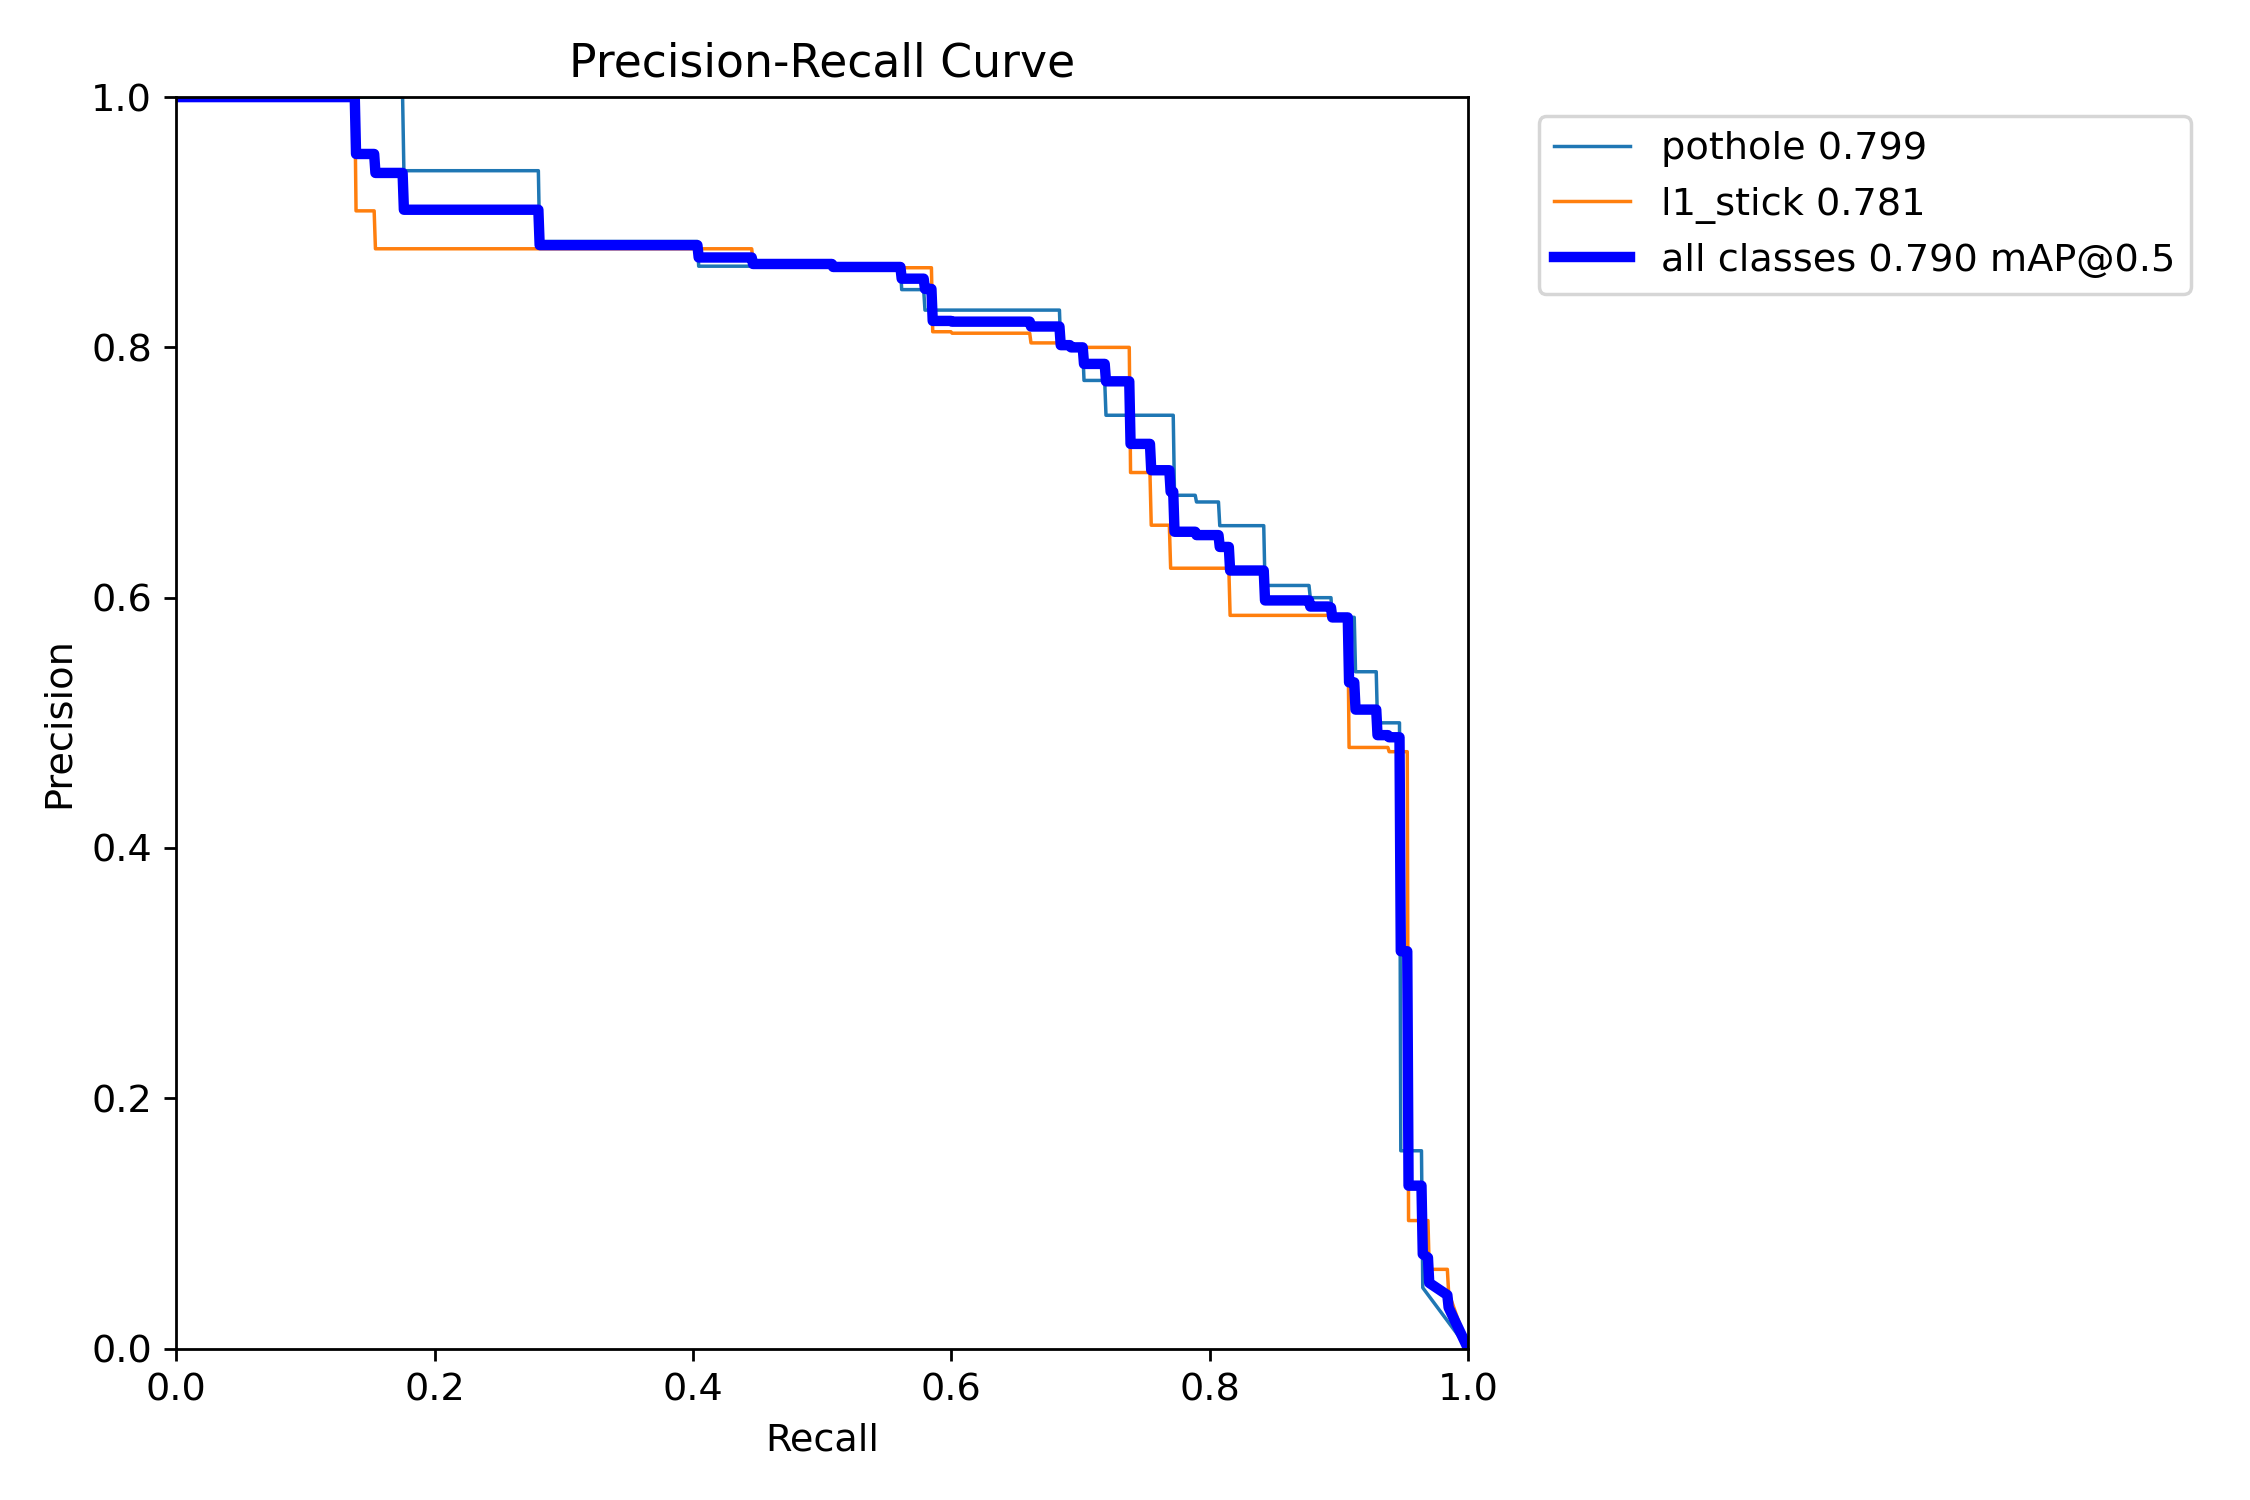 Precision-Recall Curve
1.0
0.8
0.6
0.4
0.2
0.0
Precision
0.0 0.2 0.4 0.6 0.8 1.0
Recall
pothole 0.799
l1_stick 0.781
all classes 0.790 mAP@0.5